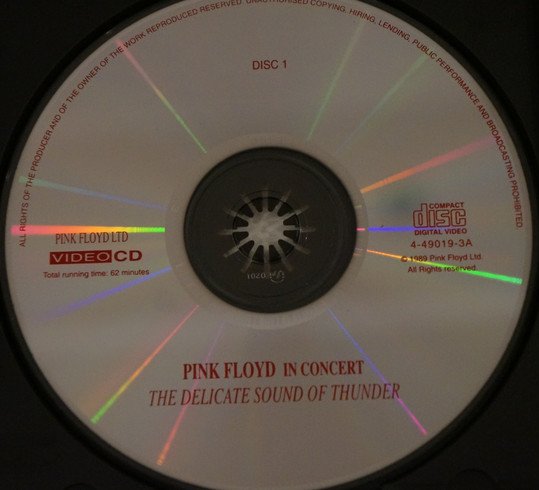 ALL RIGHTS OF THE PRODUCER AND OF THE OWNER OF THE WORK REPRODUCED RESERVED. UNAUTHORISED COPYING, HIRING, LENDING, PUBLIC PERFORMANCE AND BROADCASTING PROHIBITED.
DISC 1
PINK FLOYD LTD
VIDEO CD
Total running time: 62 minutes
COMPACT
disc
DIGITAL VIDEO
4-49019-3A
© 1989 Pink Floyd Ltd
All Rights reserved
PINK FLOYD IN CONCERT
THE DELICATE SOUND OF THUNDER